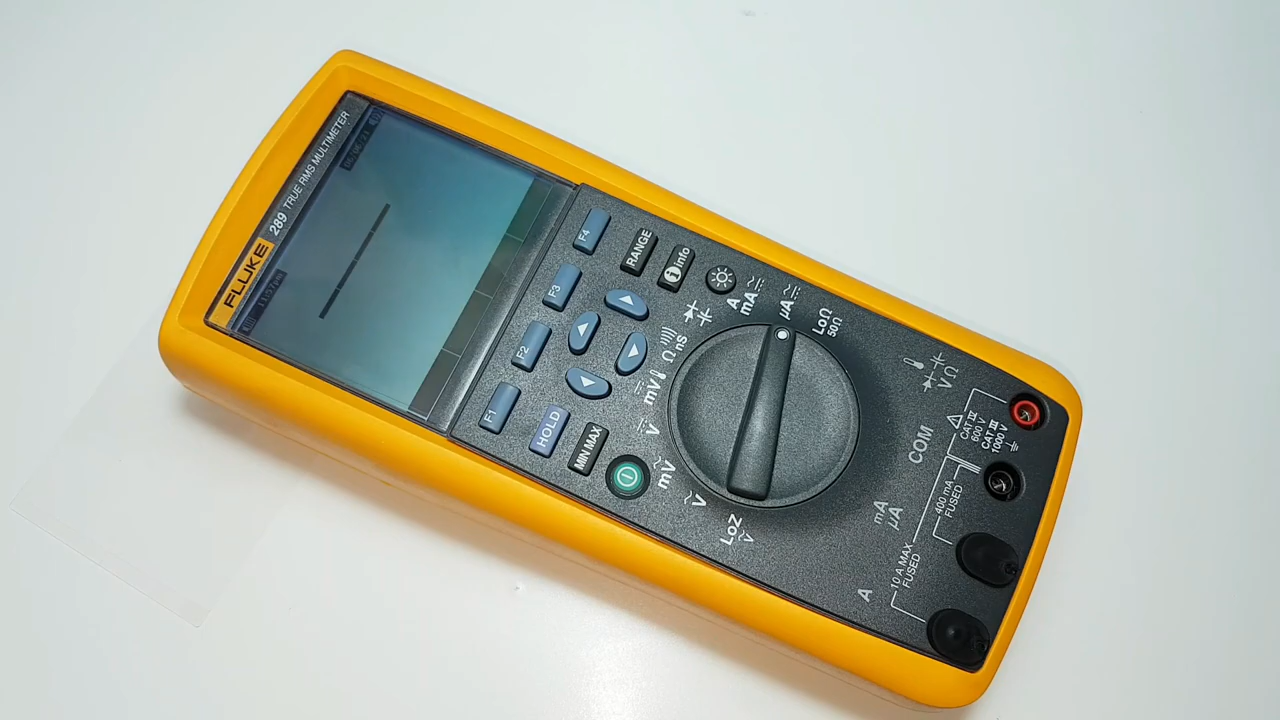 FLUKE 289 TRUE RMS MULTIMETER
F1
F2
F3
F4
HOLD
MIN MAX
RANGE
info
LoZ
V
V
mV
V
mV
Ω nS
A
mA
µA
LoΩ
50Ω
A
mA
µA
COM
VΩ
10 A MAX
FUSED
400 mA
FUSED
CAT IV
600 V
CAT III
1000 V